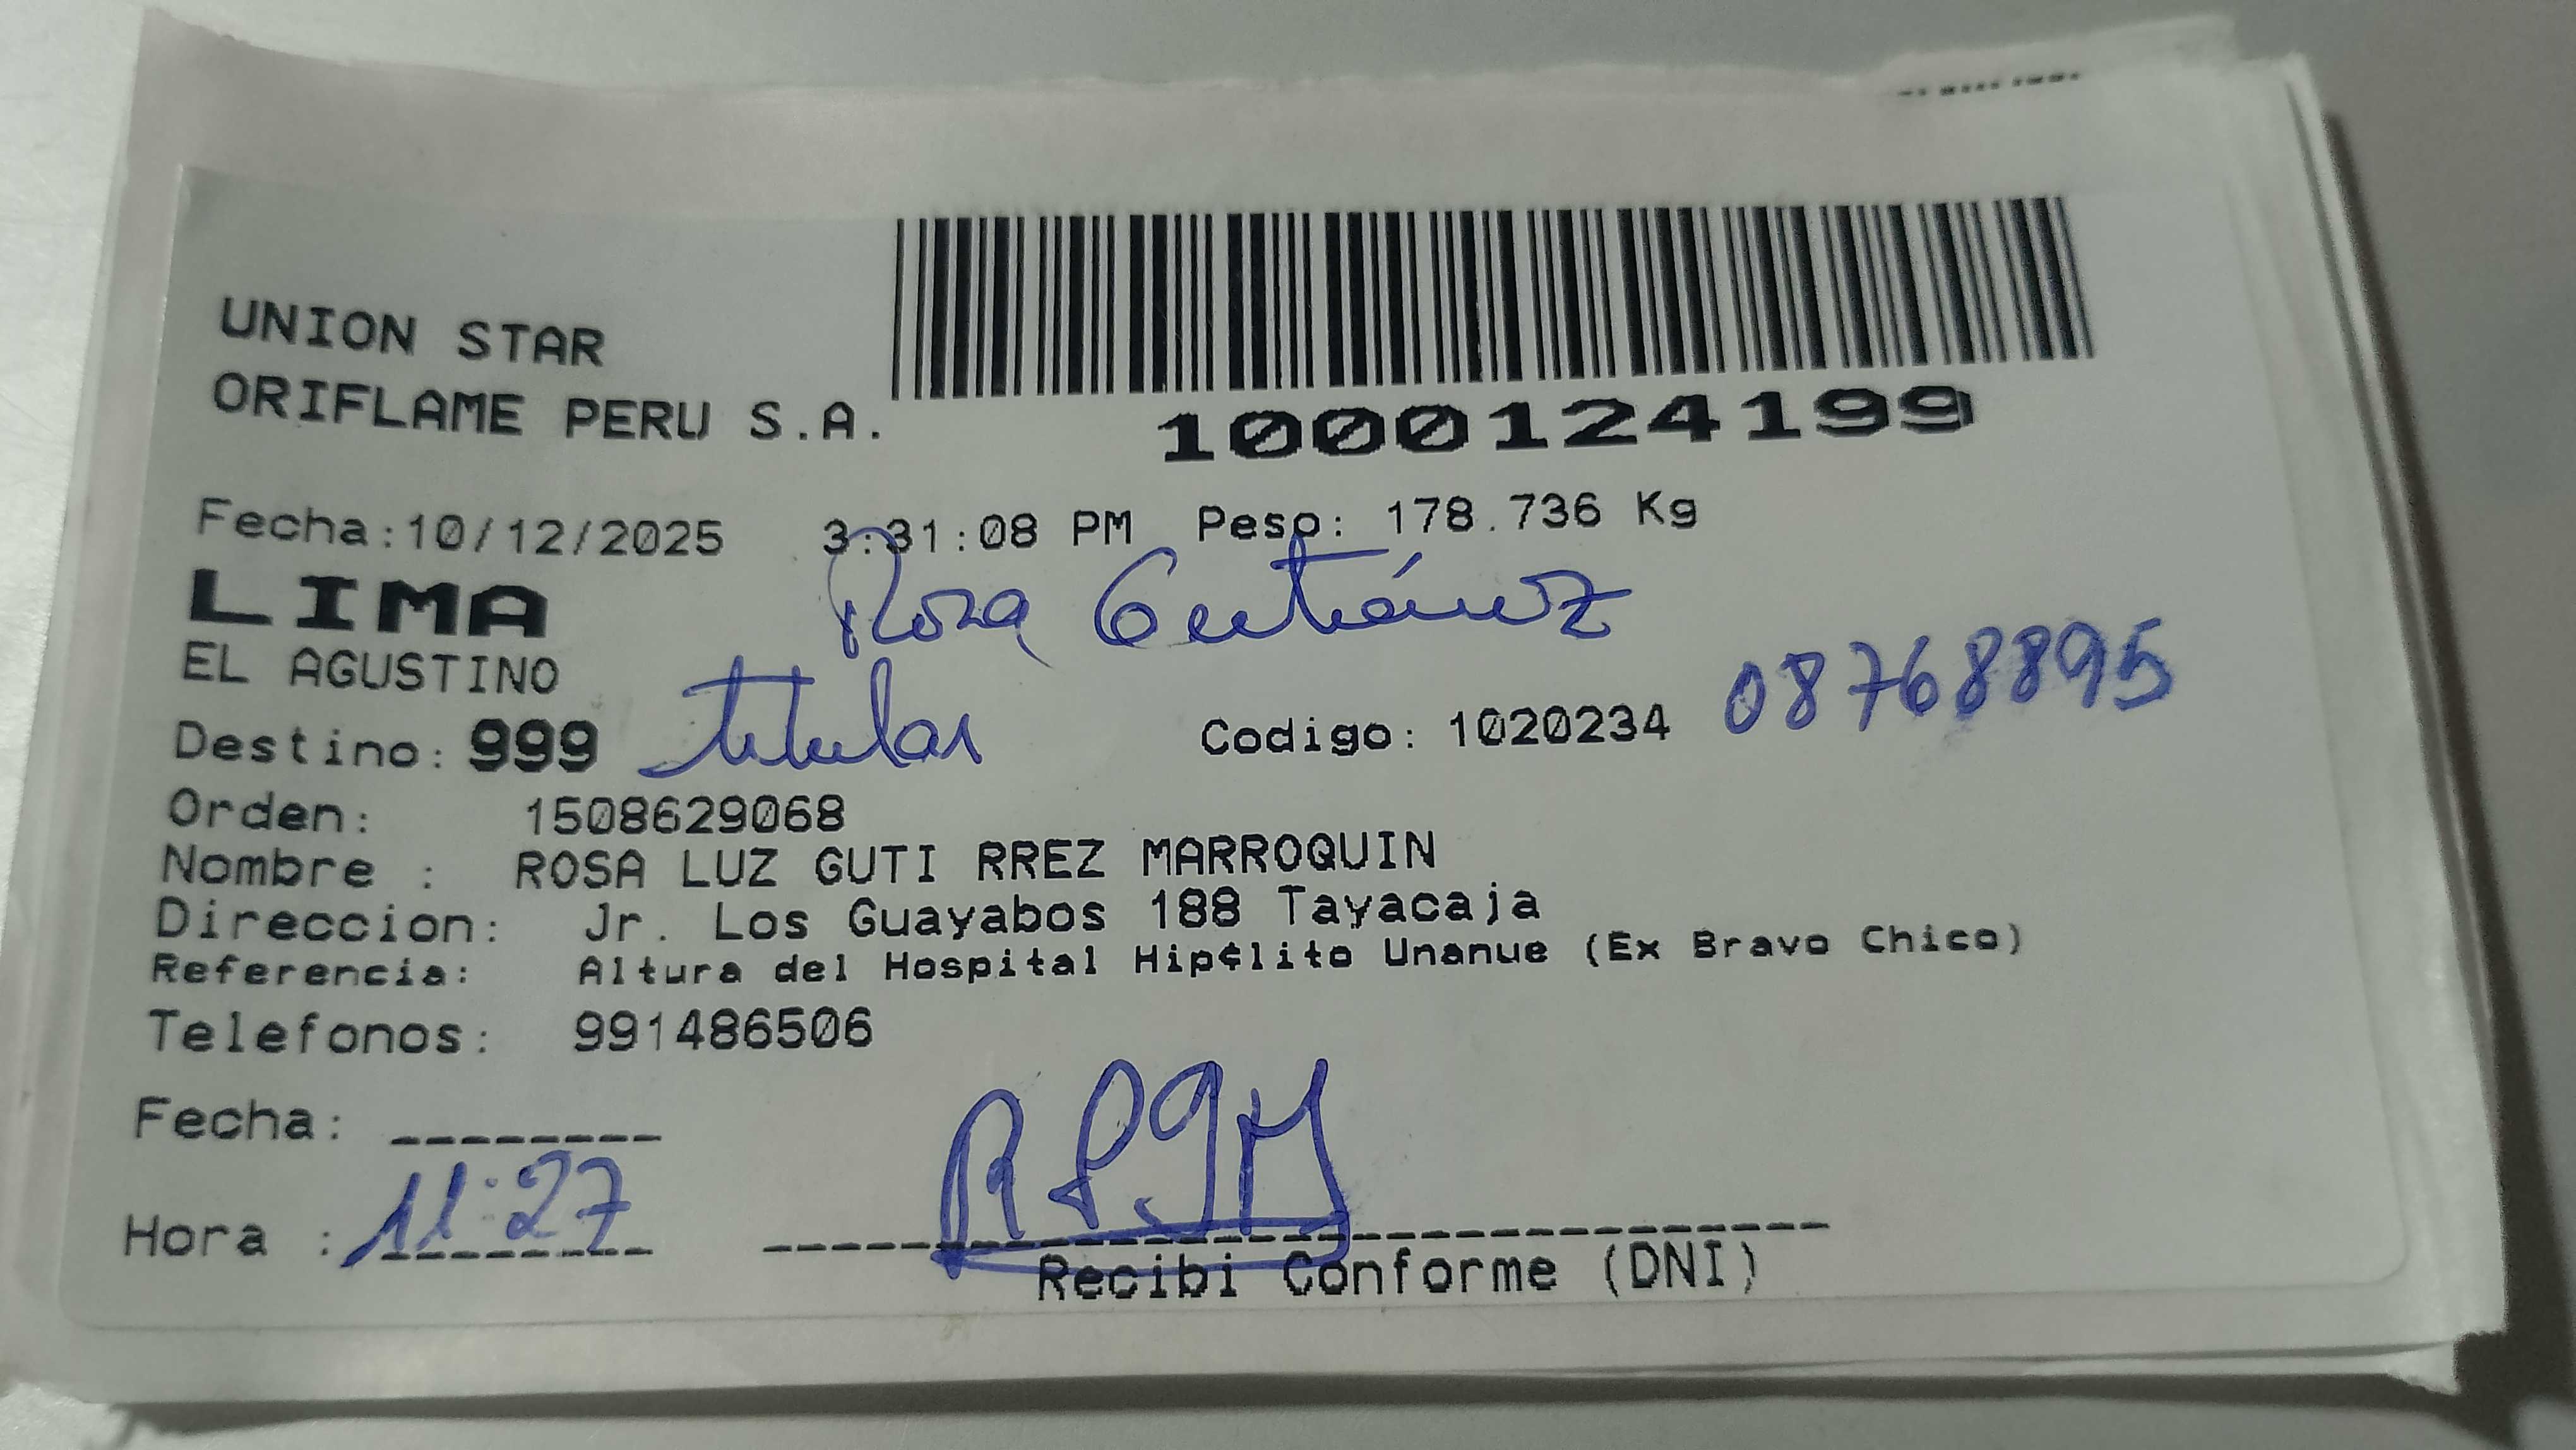 UNION STAR
ORIFLAME PERU S.A.
1000124199
Fecha:10/12/2025 3:31:08 PM Peso: 178.736 Kg
LIMA
Rosa Gutiérrez
EL AGUSTINO
Destino: 999 titular Codigo: 1020234 08768895
Orden: 1508629068
Nombre : ROSA LUZ GUTI RREZ MARROQUIN
Direccion: Jr. Los Guayabos 188 Tayacaja
Referencia: Altura del Hospital Hip¢lito Unanue (Ex Bravo Chico)
Telefonos: 991486506
Fecha: --------
Hora : 11:27
Recibi Conforme (DNI)